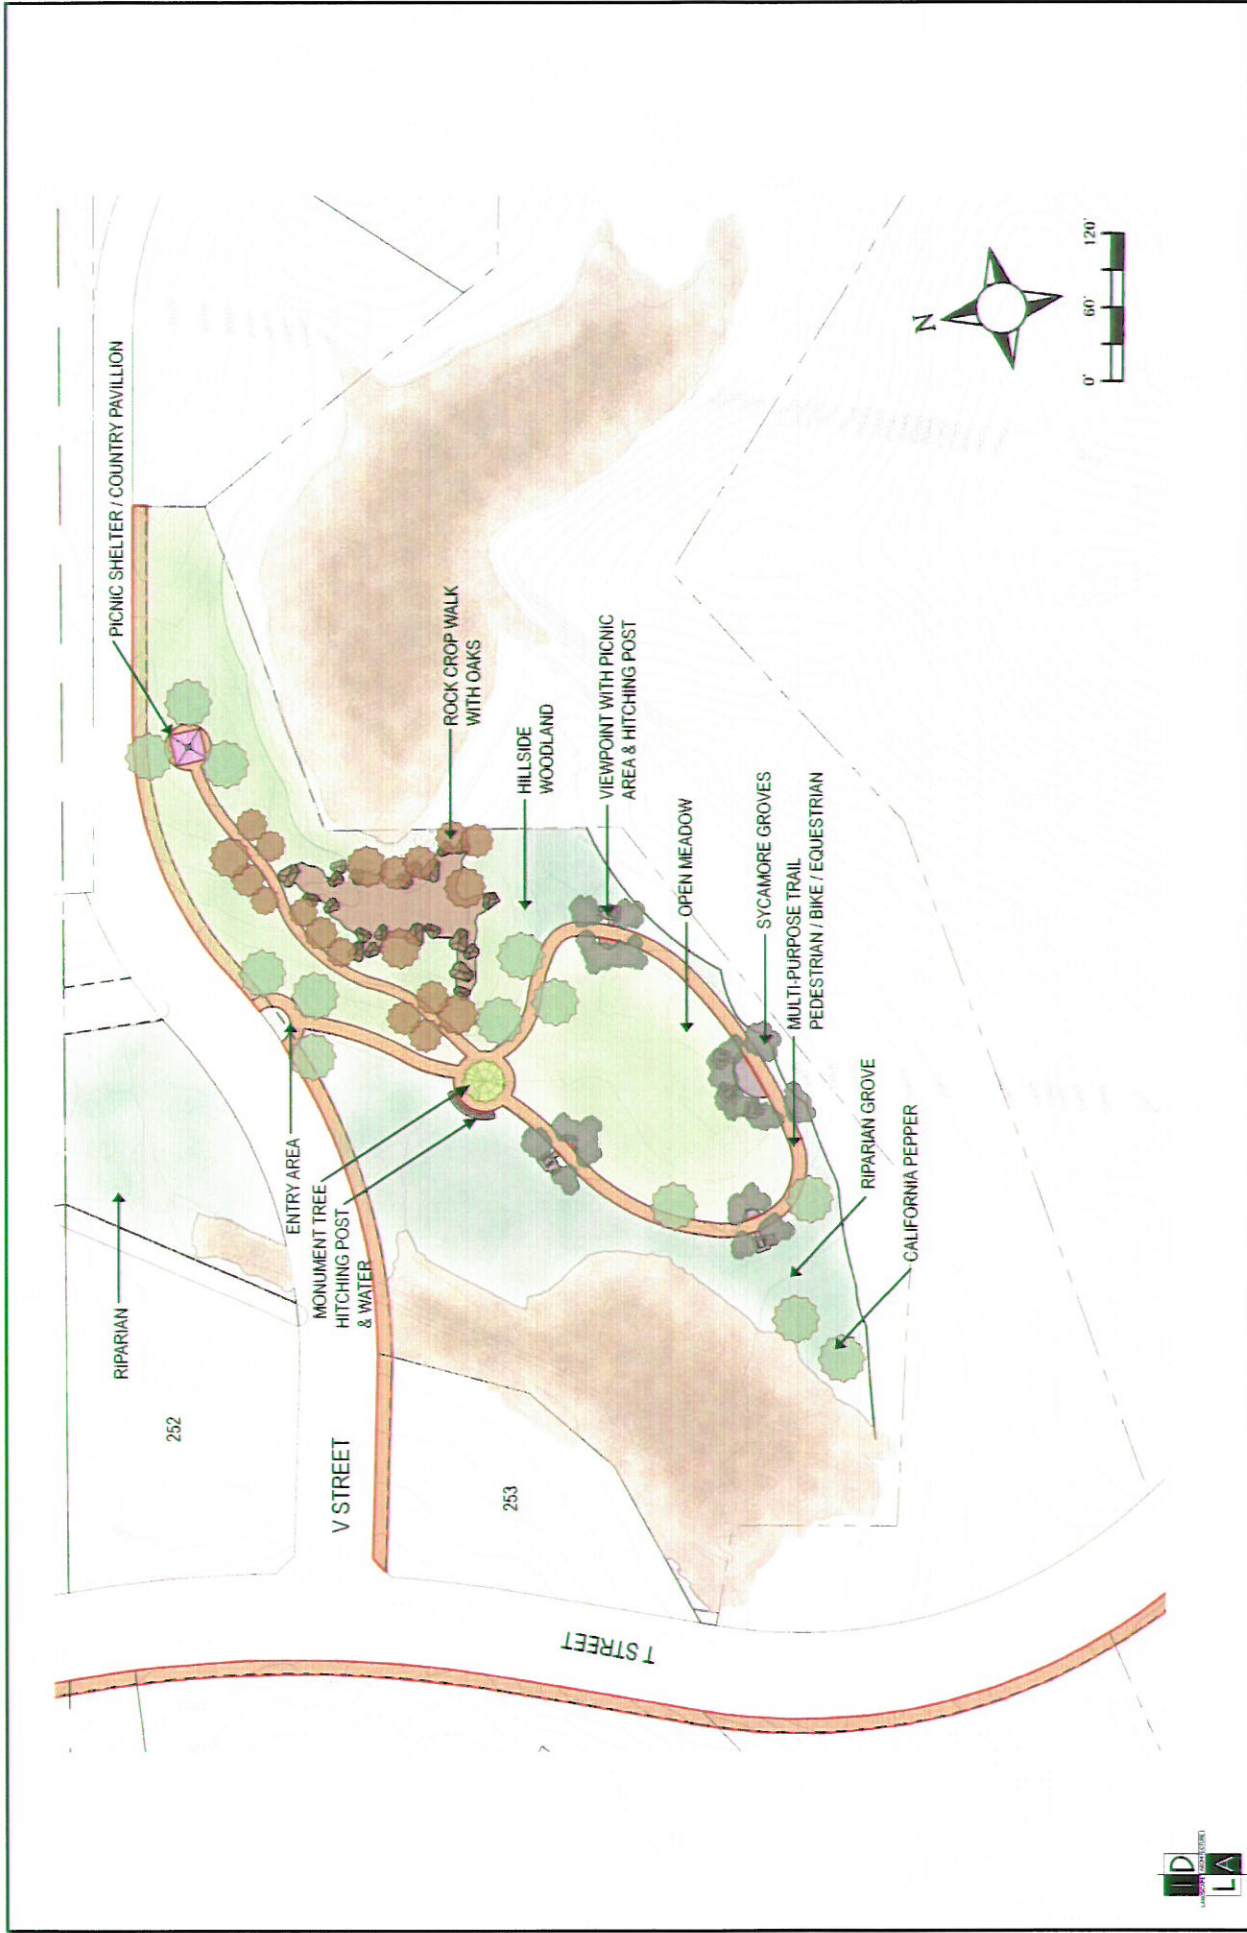 PICNIC SHELTER / COUNTRY PAVILLION
ROCK CROP WALK
WITH OAKS
HILLSIDE
WOODLAND
VIEWPOINT WITH PICNIC
AREA & HITCHING POST
OPEN MEADOW
SYCAMORE GROVES
MULTI-PURPOSE TRAIL
PEDESTRIAN / BIKE / EQUESTRIAN
RIPARIAN GROVE
CALIFORNIA PEPPER
ENTRY AREA
MONUMENT TREE
HITCHING POST
& WATER
RIPARIAN
252
V STREET
253
T STREET
N
0' 60' 120'
I D
L A